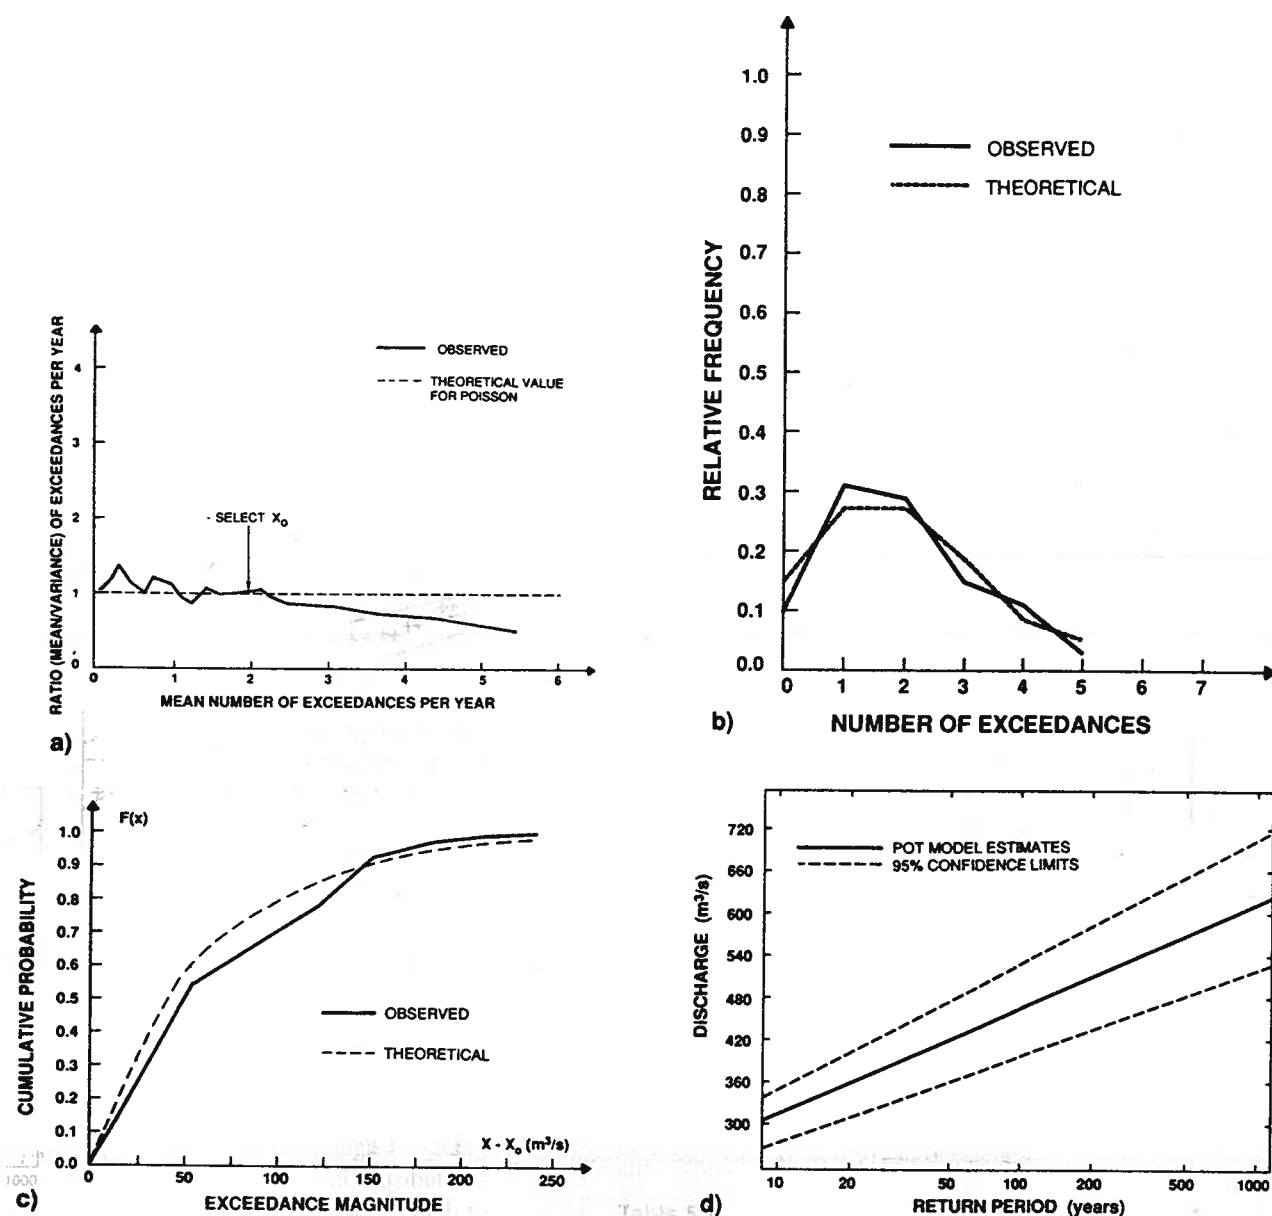 RATIO (MEAN/VARIANCE) OF EXCEEDANCES PER YEAR
4
3
2
1
0
OBSERVED
THEORETICAL VALUE
FOR POISSON
- SELECT X₀
0 1 2 3 4 5 6
MEAN NUMBER OF EXCEEDANCES PER YEAR
a)
RELATIVE FREQUENCY
1.0
0.9
0.8
0.7
0.6
0.5
0.4
0.3
0.2
0.1
0.0
OBSERVED
THEORETICAL
0 1 2 3 4 5 6 7
b) NUMBER OF EXCEEDANCES
CUMULATIVE PROBABILITY
F(x)
1.0
0.9
0.8
0.7
0.6
0.5
0.4
0.3
0.2
0.1
0.0
OBSERVED
THEORETICAL
X - X₀ (m³/s)
0 50 100 150 200 250
1000
c) EXCEEDANCE MAGNITUDE
DISCHARGE (m³/s)
720
660
600
540
480
420
360
300
POT MODEL ESTIMATES
95% CONFIDENCE LIMITS
10 20 50 100 200 500 1000
d) RETURN PERIOD (years)